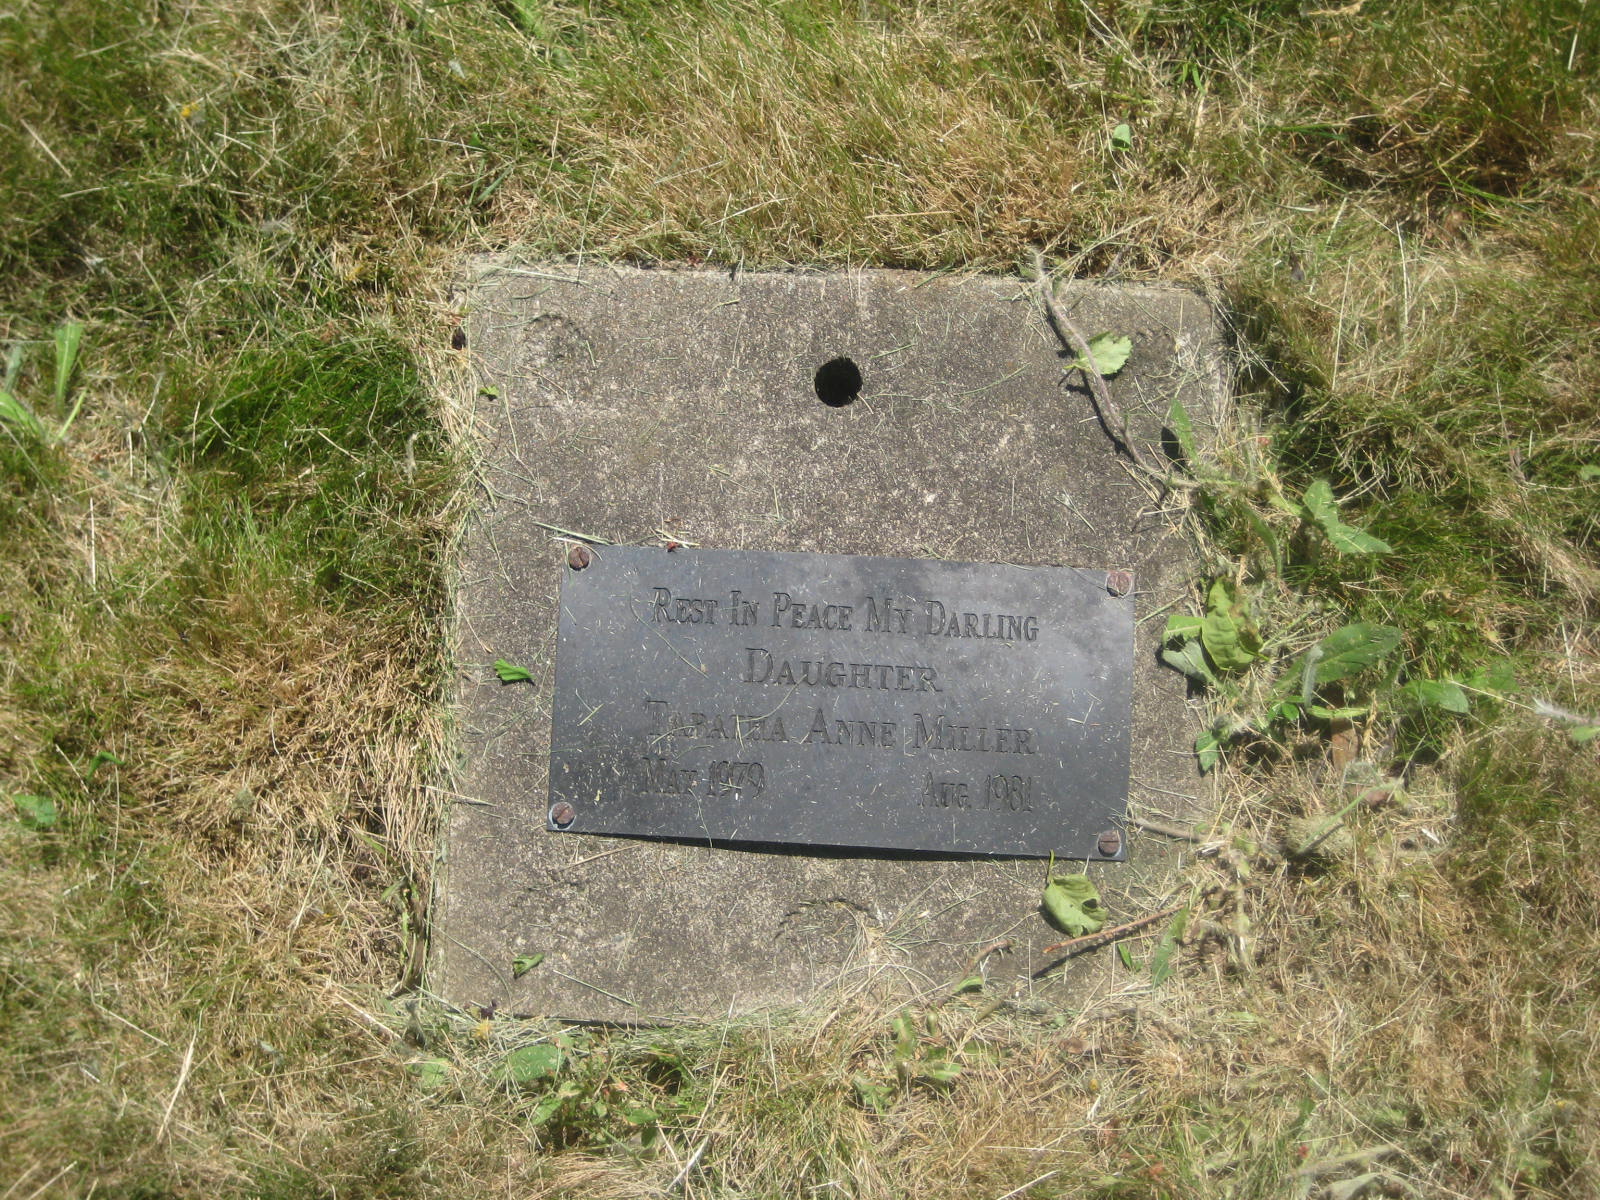 Rest In Peace My Darling
Daughter
Tabatha Anne Miller
May 1979 Aug. 1981